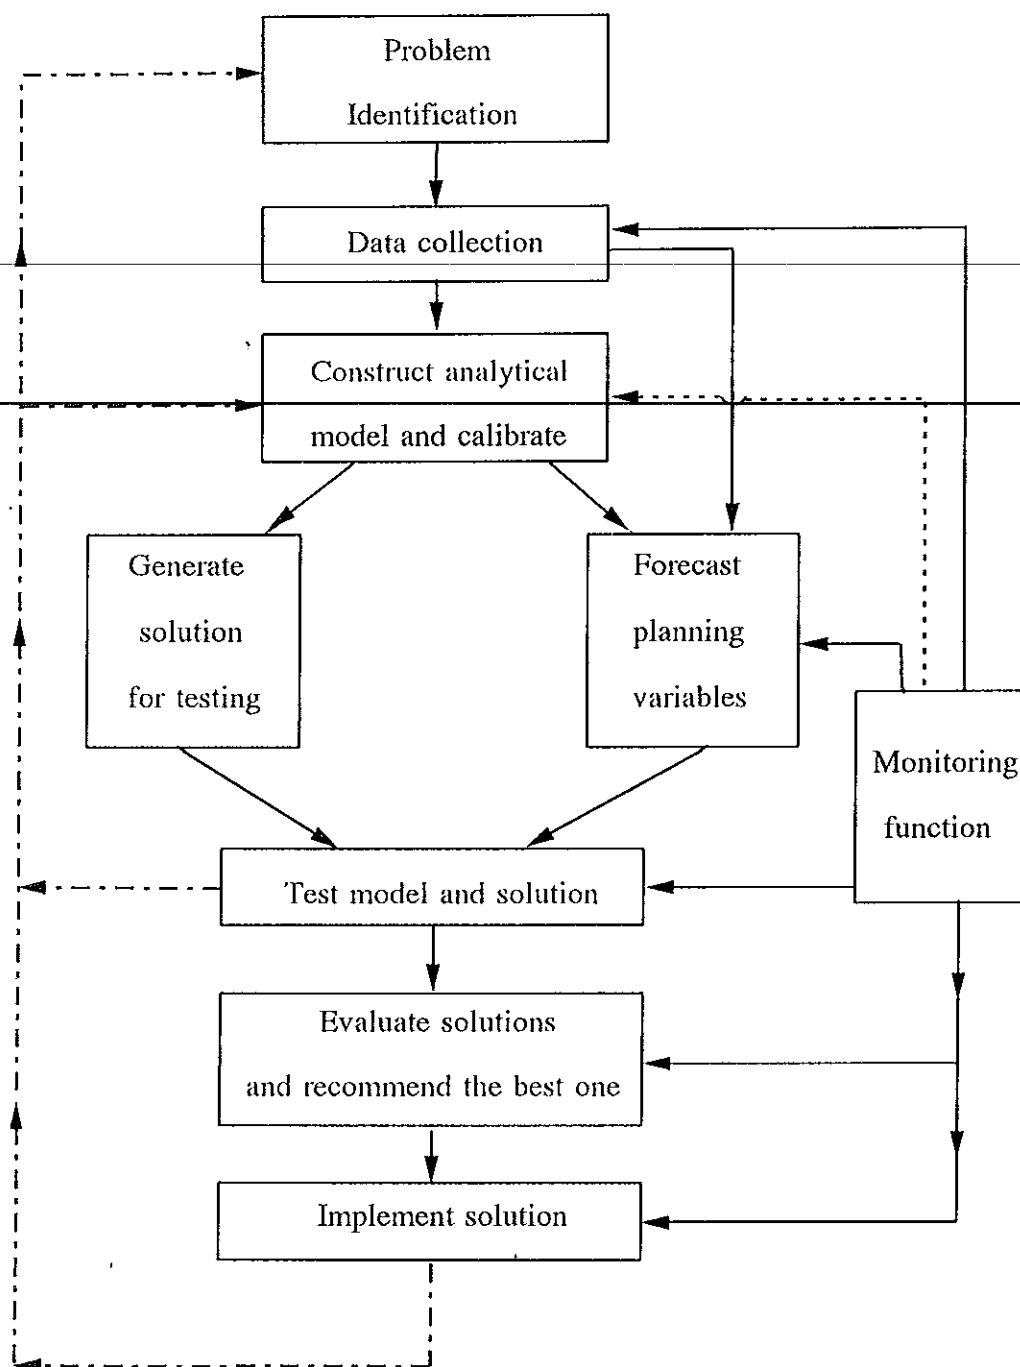 Problem
Identification
Data collection
Construct analytical
model and calibrate
Generate
solution
for testing
Forecast
planning
variables
Monitoring
function
Test model and solution
Evaluate solutions
and recommend the best one
Implement solution